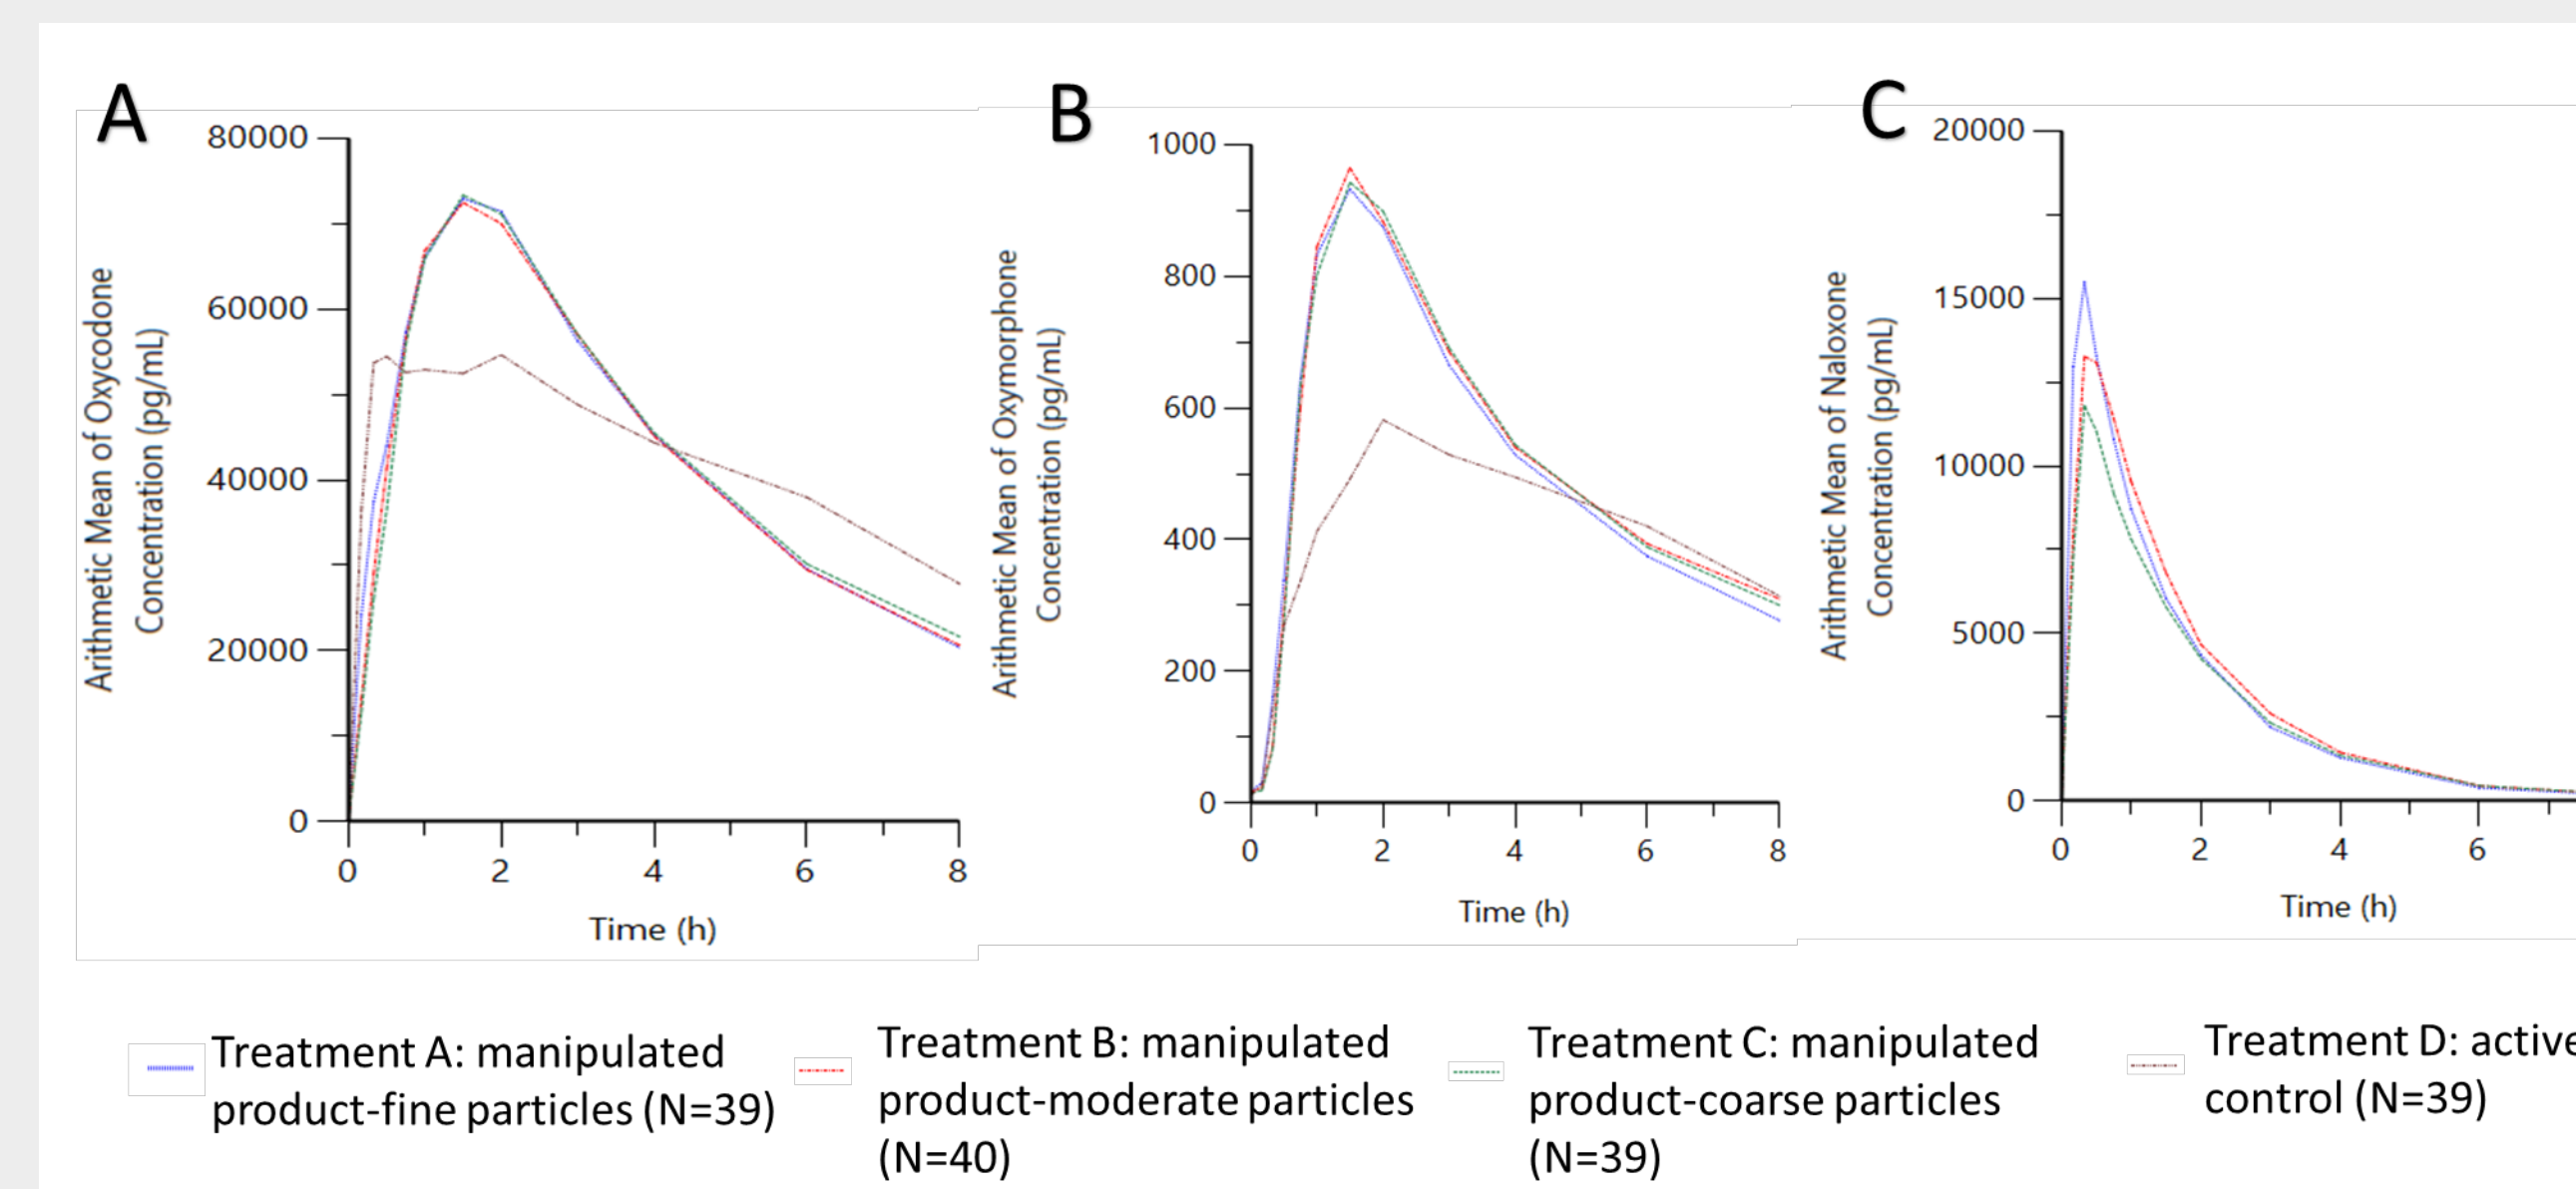 A
80000
60000
40000
20000
0
0 2 4 6 8
Time (h)
Arithmetic Mean of Oxycodone
Concentration (pg/mL)
B
1000
800
600
400
200
0
0 2 4 6 8
Time (h)
Arithmetic Mean of Oxymorphone
Concentration (pg/mL)
C
20000
15000
10000
5000
0
0 2 4 6
Time (h)
Arithmetic Mean of Naloxone
Concentration (pg/mL)
Treatment A: manipulated
product-fine particles (N=39)
Treatment B: manipulated
product-moderate particles
(N=40)
Treatment C: manipulated
product-coarse particles
(N=39)
Treatment D: active
control (N=39)